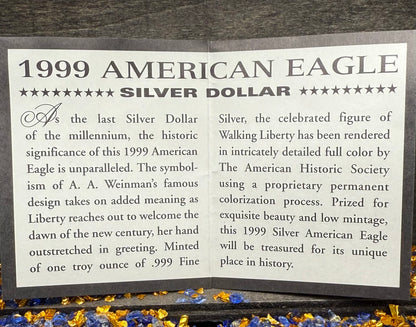 1999 AMERICAN EAGLE
★★★★★★★★★★★ SILVER DOLLAR ★★★★★★★★★★★
As the last Silver Dollar
of the millennium, the historic
significance of this 1999 American
Eagle is unparalleled. The symbol-
ism of A. A. Weinman's famous
design takes on added meaning as
Liberty reaches out to welcome the
dawn of the new century, her hand
outstretched in greeting. Minted
of one troy ounce of .999 Fine
Silver, the celebrated figure of
Walking Liberty has been rendered
in intricately detailed full color by
The American Historic Society
using a proprietary permanent
colorization process. Prized for
exquisite beauty and low mintage,
this 1999 Silver American Eagle
will be treasured for its unique
place in history.